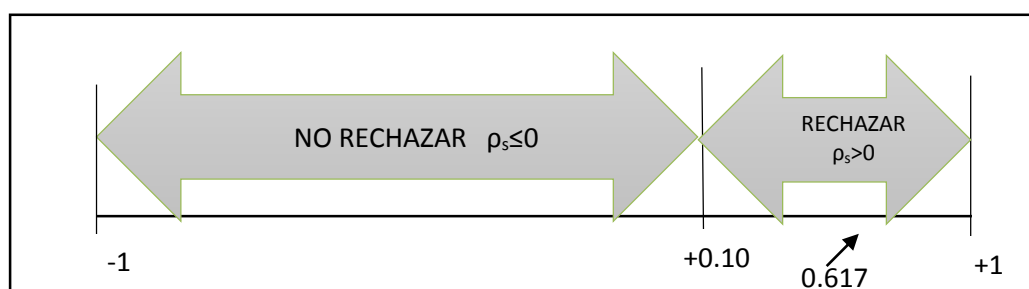 NO RECHAZAR ρₛ≤0
RECHAZAR
ρₛ>0
-1
+0.10
0.617
+1